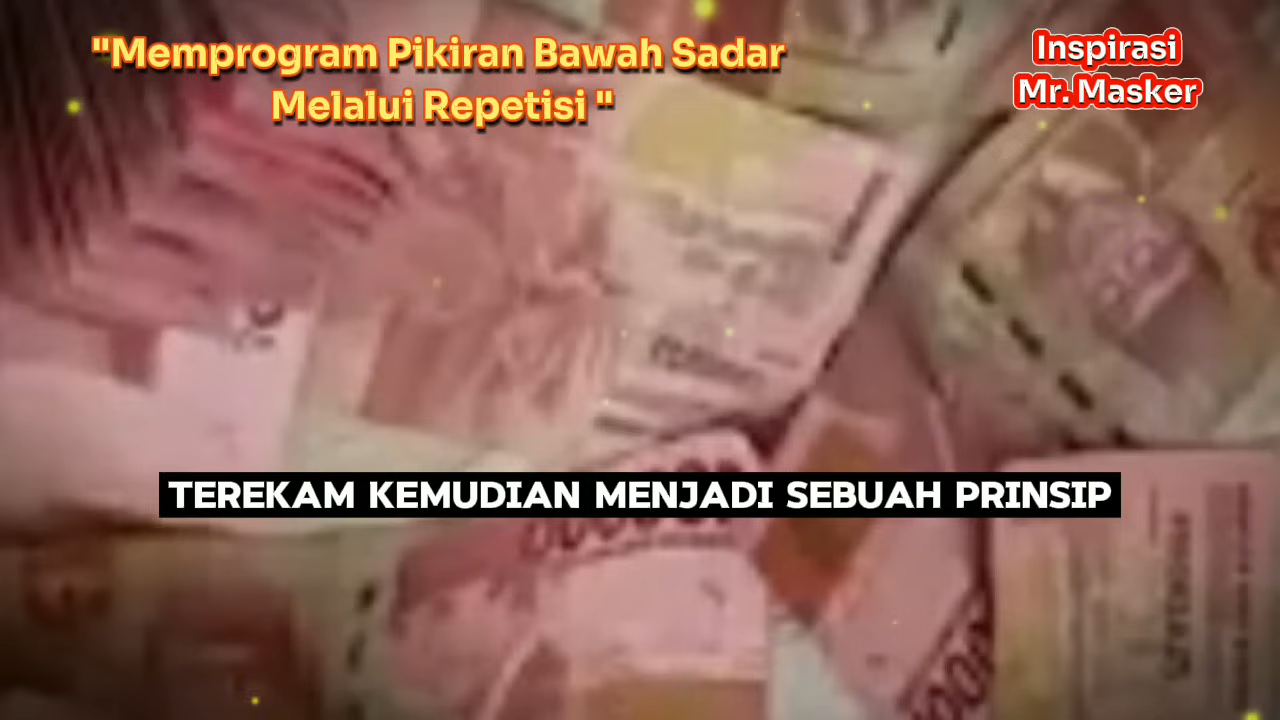 "Memprogram Pikiran Bawah Sadar
Melalui Repetisi "
Inspirasi
Mr. Masker
TEREKAM KEMUDIAN MENJADI SEBUAH PRINSIP